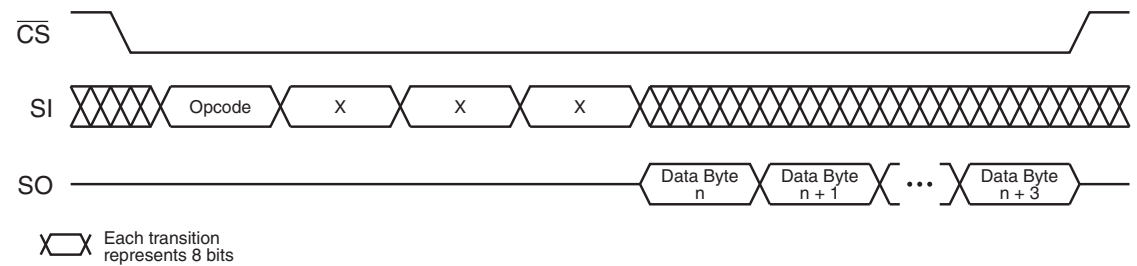 CS
SI
Opcode
X
X
X
SO
Data Byte
n
Data Byte
n + 1
•••
Data Byte
n + 3
Each transition
represents 8 bits